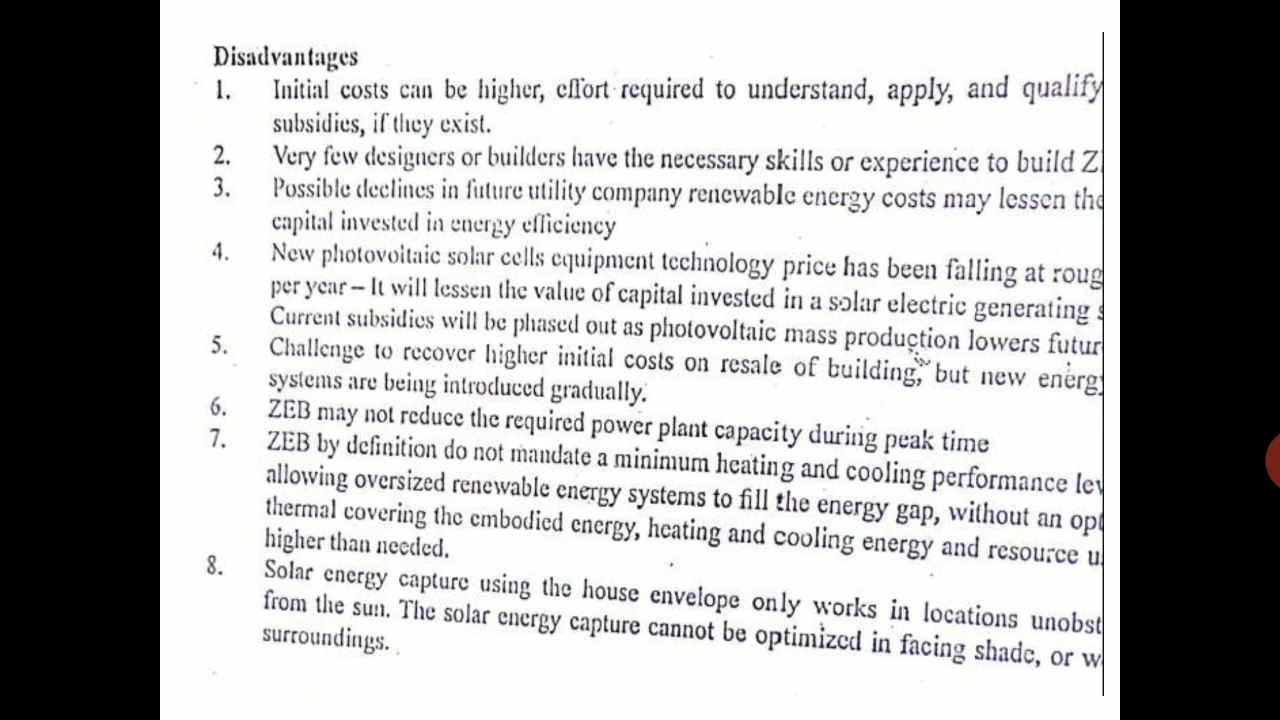 Disadvantages
1. Initial costs can be higher, effort required to understand, apply, and qualify
subsidies, if they exist.
2. Very few designers or builders have the necessary skills or experience to build
3. Possible declines in future utility company renewable energy costs may lessen
capital invested in energy efficiency
4. New photovoltaic solar cells equipment technology price has been falling at
per year – It will lessen the value of capital invested in a solar electric generating
Current subsidies will be phased out as photovoltaic mass production lowers
5. Challenge to recover higher initial costs on resale of building, but new
systems are being introduced gradually.
6. ZEB may not reduce the required power plant capacity during peak time
7. ZEB by definition do not mandate a minimum heating and cooling performance
allowing oversized renewable energy systems to fill the energy gap, without an
thermal covering the embodied energy, heating and cooling energy and resource
higher than needed.
8. Solar energy capture using the house envelope only works in locations
from the sun. The solar energy capture cannot be optimized in facing shade, or
surroundings.